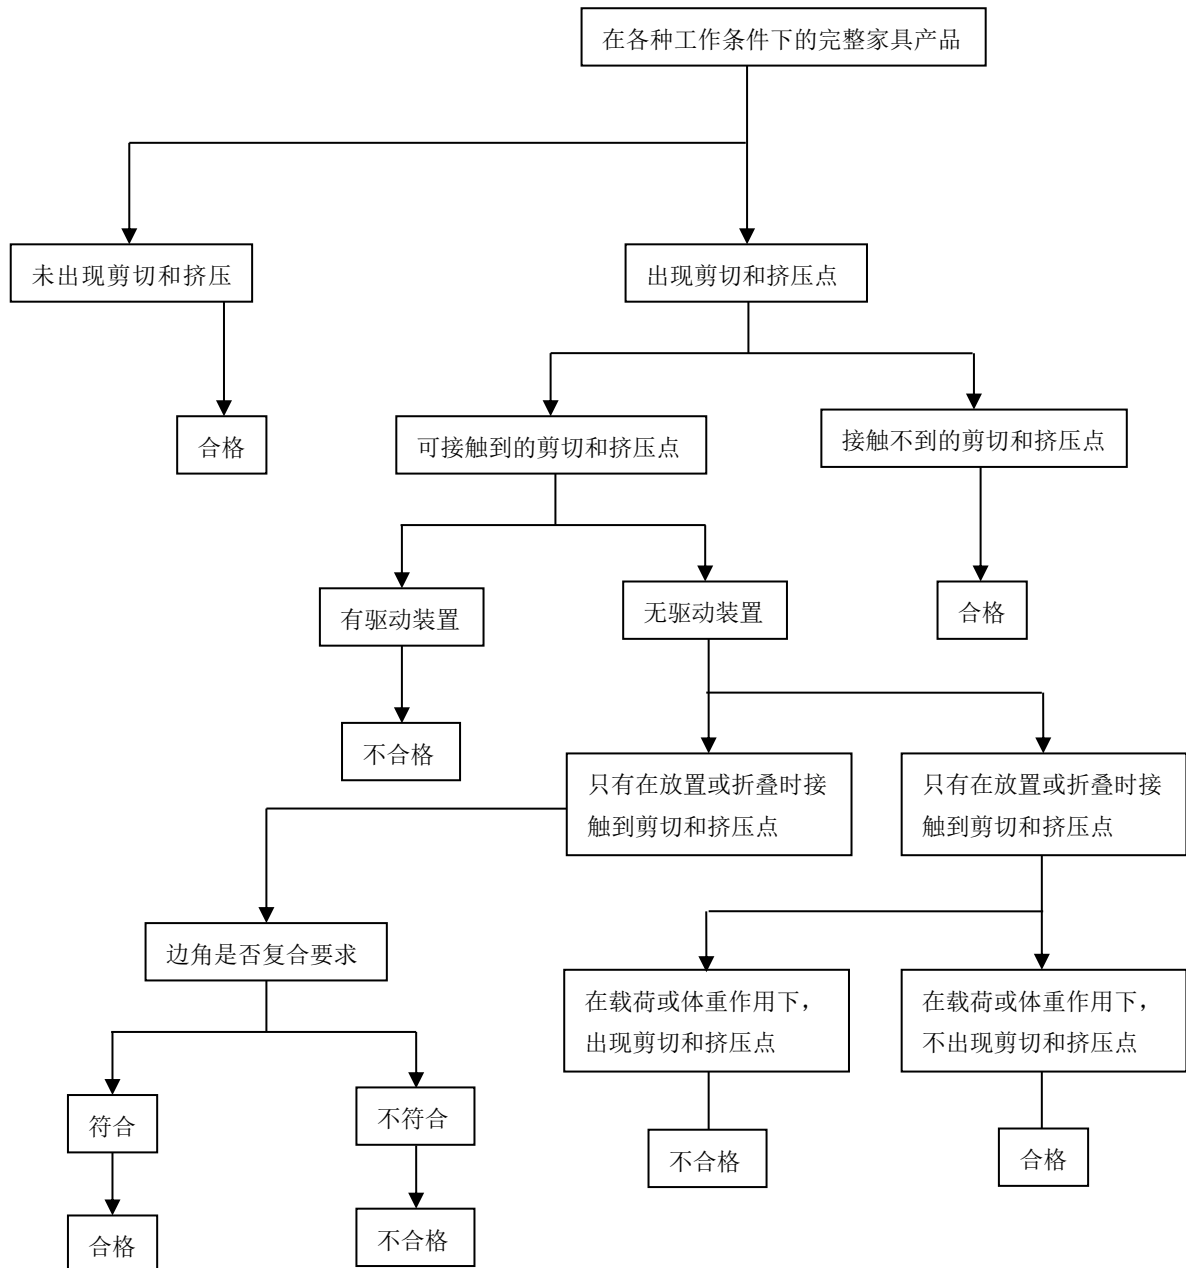 在各种工作条件下的完整家具产品
未出现剪切和挤压
出现剪切和挤压点
合格
可接触到的剪切和挤压点
接触不到的剪切和挤压点
有驱动装置
无驱动装置
合格
不合格
只有在放置或折叠时接
触到剪切和挤压点
只有在放置或折叠时接
触到剪切和挤压点
边角是否复合要求
在载荷或体重作用下，
出现剪切和挤压点
在载荷或体重作用下，
不出现剪切和挤压点
符合
不符合
不合格
合格
合格
不合格